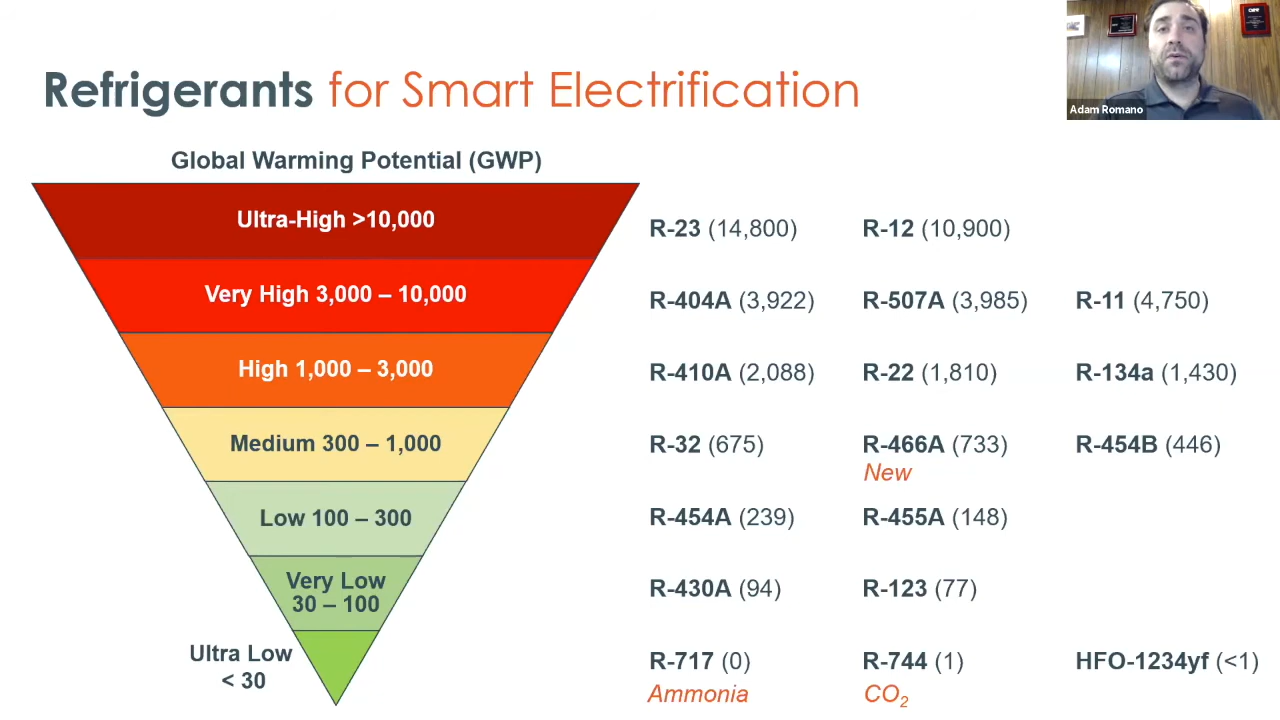 Refrigerants for Smart Electrification
Adam Romano
Global Warming Potential (GWP)
Ultra-High >10,000
R-23 (14,800) R-12 (10,900)
Very High 3,000 – 10,000
R-404A (3,922) R-507A (3,985) R-11 (4,750)
High 1,000 – 3,000
R-410A (2,088) R-22 (1,810) R-134a (1,430)
Medium 300 – 1,000
R-32 (675) R-466A (733) R-454B (446)
New
Low 100 – 300
R-454A (239) R-455A (148)
Very Low
30 – 100
R-430A (94) R-123 (77)
Ultra Low
< 30
R-717 (0) R-744 (1) HFO-1234yf (<1)
Ammonia CO₂